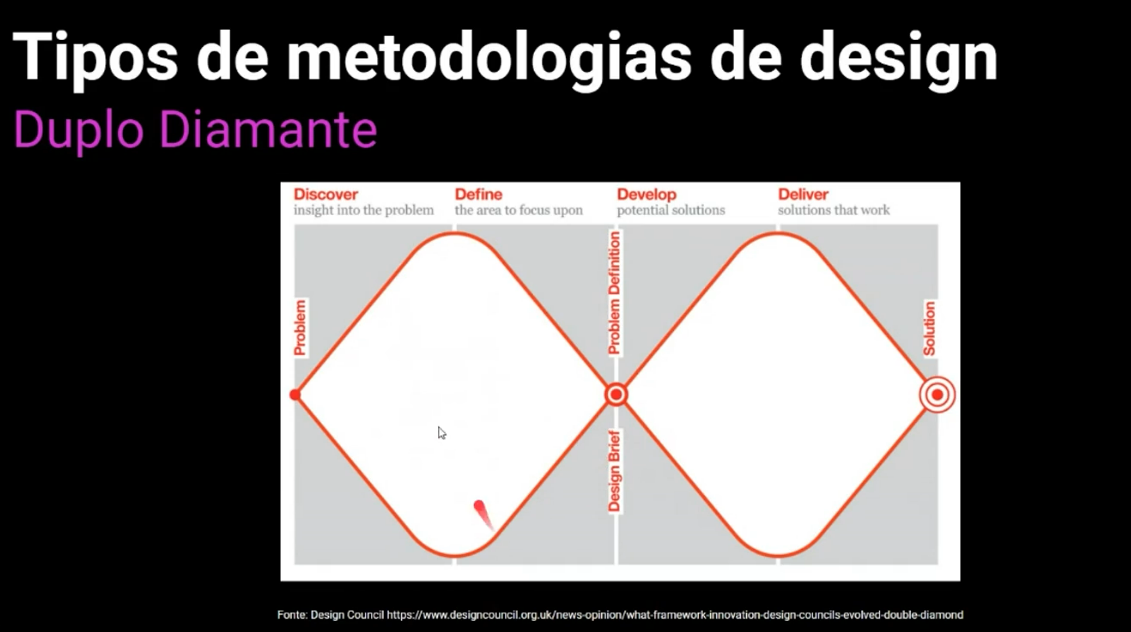 Tipos de metodologias de design
Duplo Diamante
Discover
insight into the problem
Define
the area to focus upon
Develop
potential solutions
Deliver
solutions that work
Problem
Problem Definition
Design Brief
Solution
Fonte: Design Council https://www.designcouncil.org.uk/news-opinion/what-framework-innovation-design-councils-evolved-double-diamond